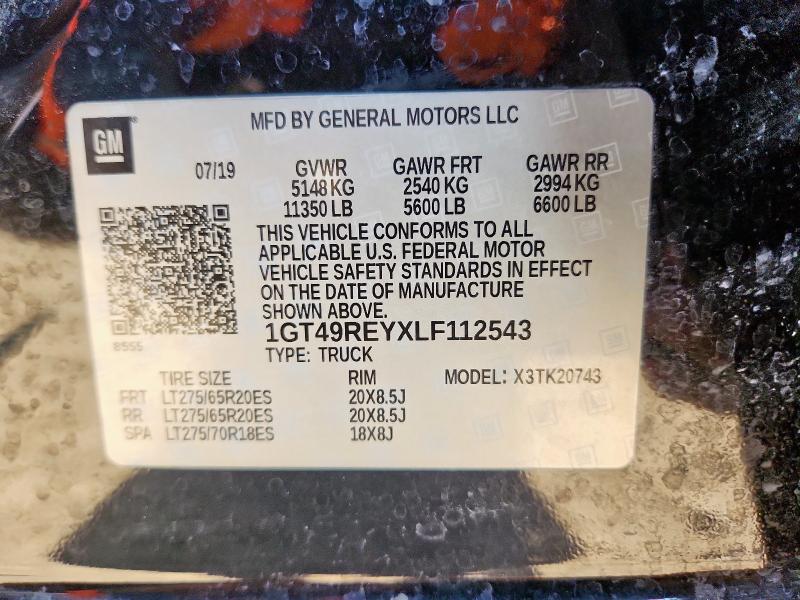 GM
MFD BY GENERAL MOTORS LLC
07/19 GVWR GAWR FRT GAWR RR
5148 KG 2540 KG 2994 KG
11350 LB 5600 LB 6600 LB
THIS VEHICLE CONFORMS TO ALL
APPLICABLE U.S. FEDERAL MOTOR
VEHICLE SAFETY STANDARDS IN EFFECT
ON THE DATE OF MANUFACTURE
SHOWN ABOVE.
8555
1GT49REYXLF112543
TYPE: TRUCK
TIRE SIZE RIM MODEL: X3TK20743
FRT LT275/65R20ES 20X8.5J
RR LT275/65R20ES 20X8.5J
SPA LT275/70R18ES 18X8J